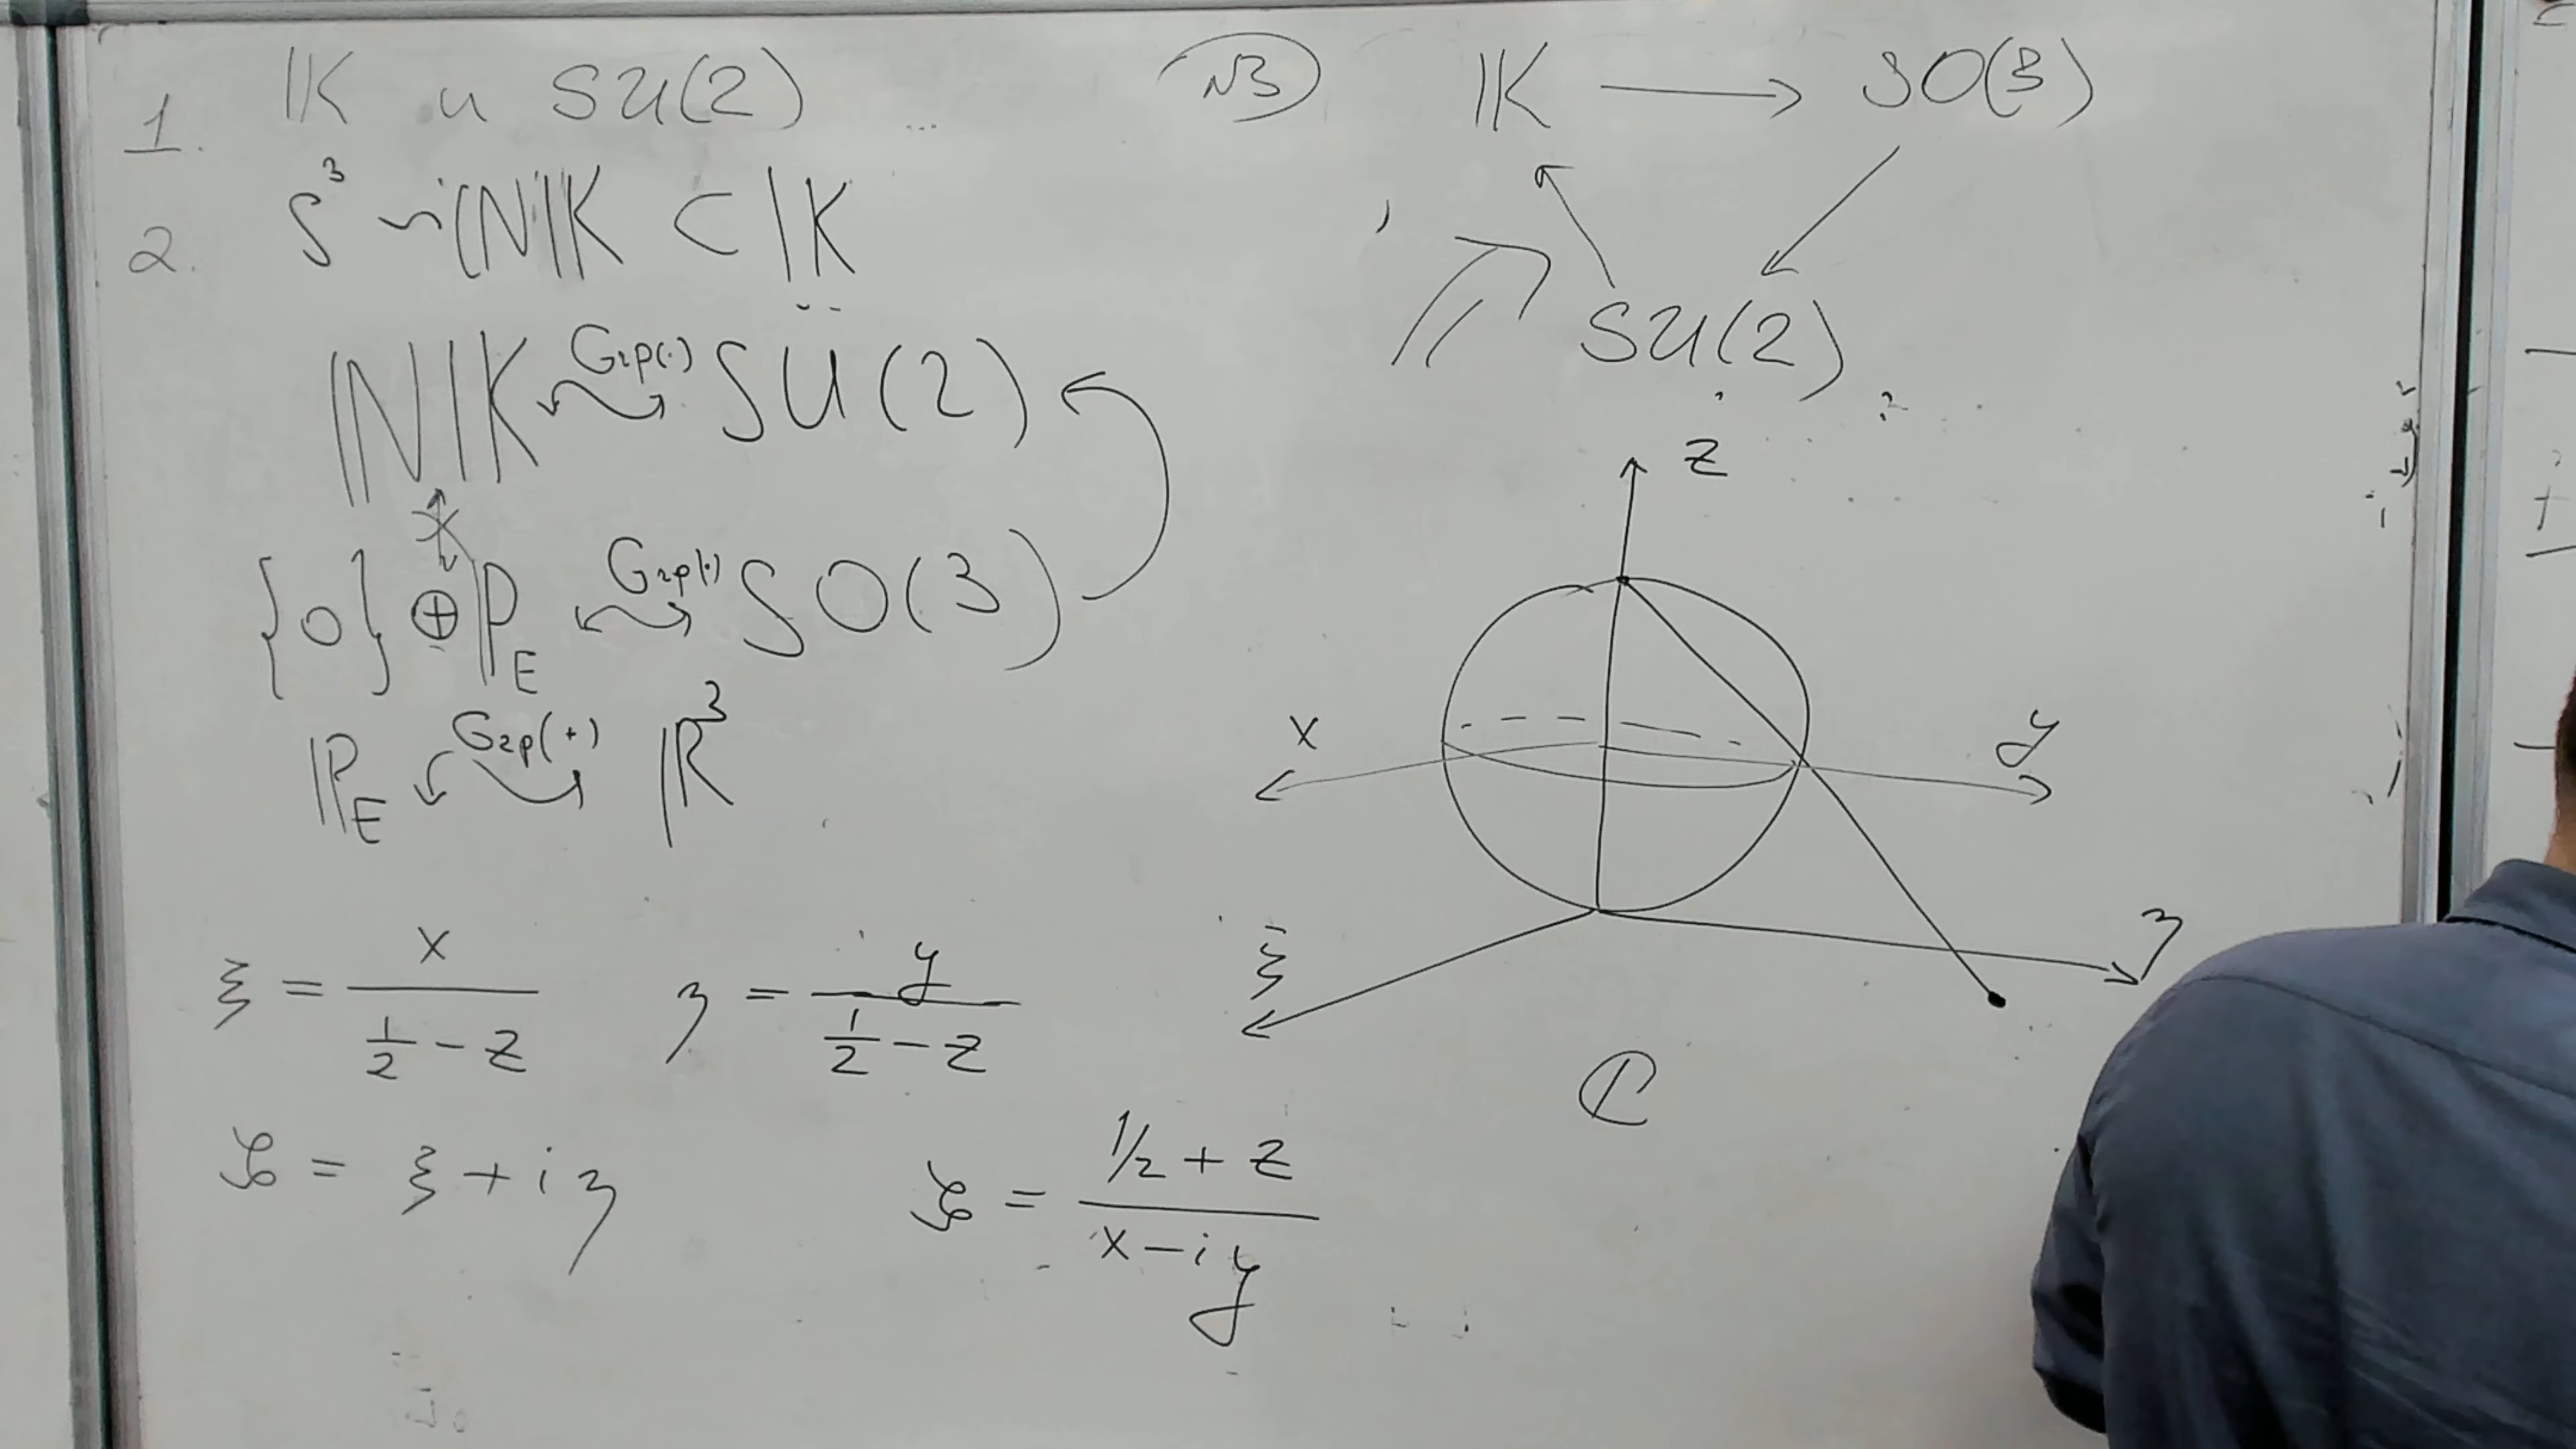 1. 𝕂 и SU(2)
2. S³ ~ ℕ𝕂 ⊂ 𝕂
ℕ𝕂 Grp(·) SU(2)
{0} ⊕ ℙ_E Grp(·) SO(3)
ℙ_E Grp(+) ℝ³
ξ = x / (1/2 − z) η = y / (1/2 − z)
ζ = ξ + iη ζ = (1/2 + z) / (x − iy)
№3 𝕂 → SO(3)
SU(2)
z
x y
ξ η
ℂ